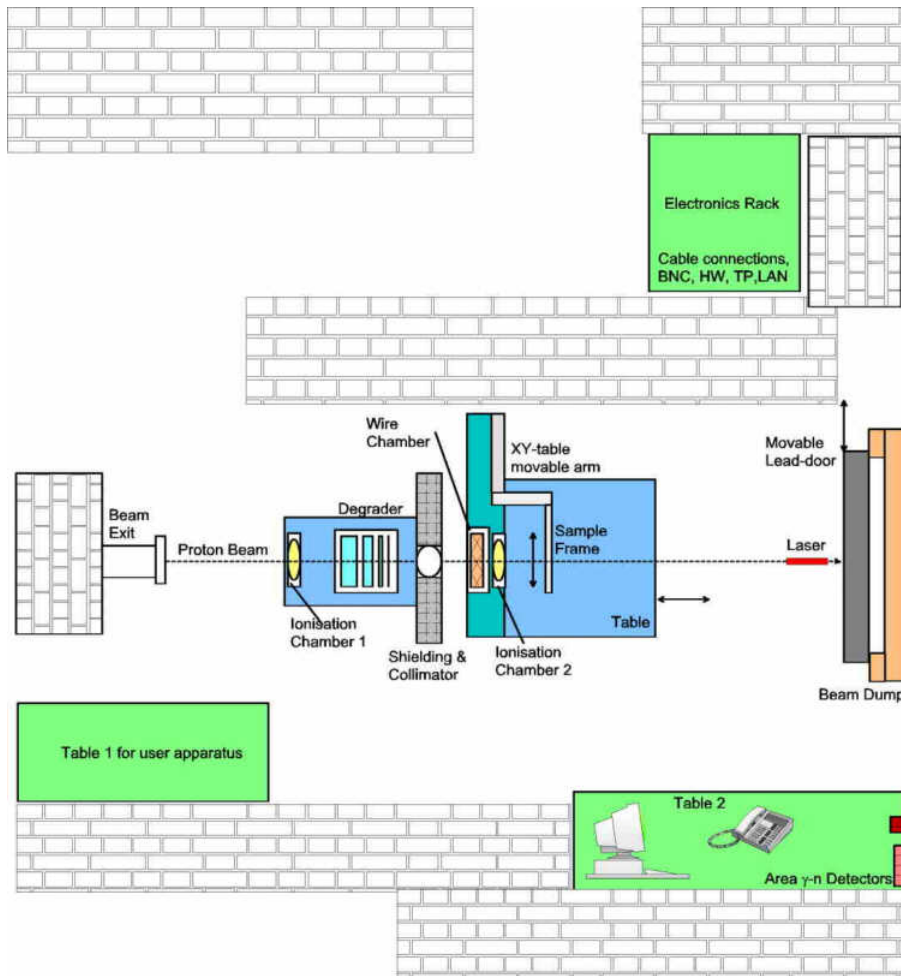 Electronics Rack
Cable connections,
BNC, HW, TP,LAN
Wire
Chamber
XY-table
movable arm
Movable
Lead-door
Beam
Exit
Degrader
Proton Beam
Sample
Frame
Laser
Ionisation
Chamber 1
Table
Shielding &
Collimator
Ionisation
Chamber 2
Beam Dump
Table 1 for user apparatus
Table 2
Area γ-n Detectors